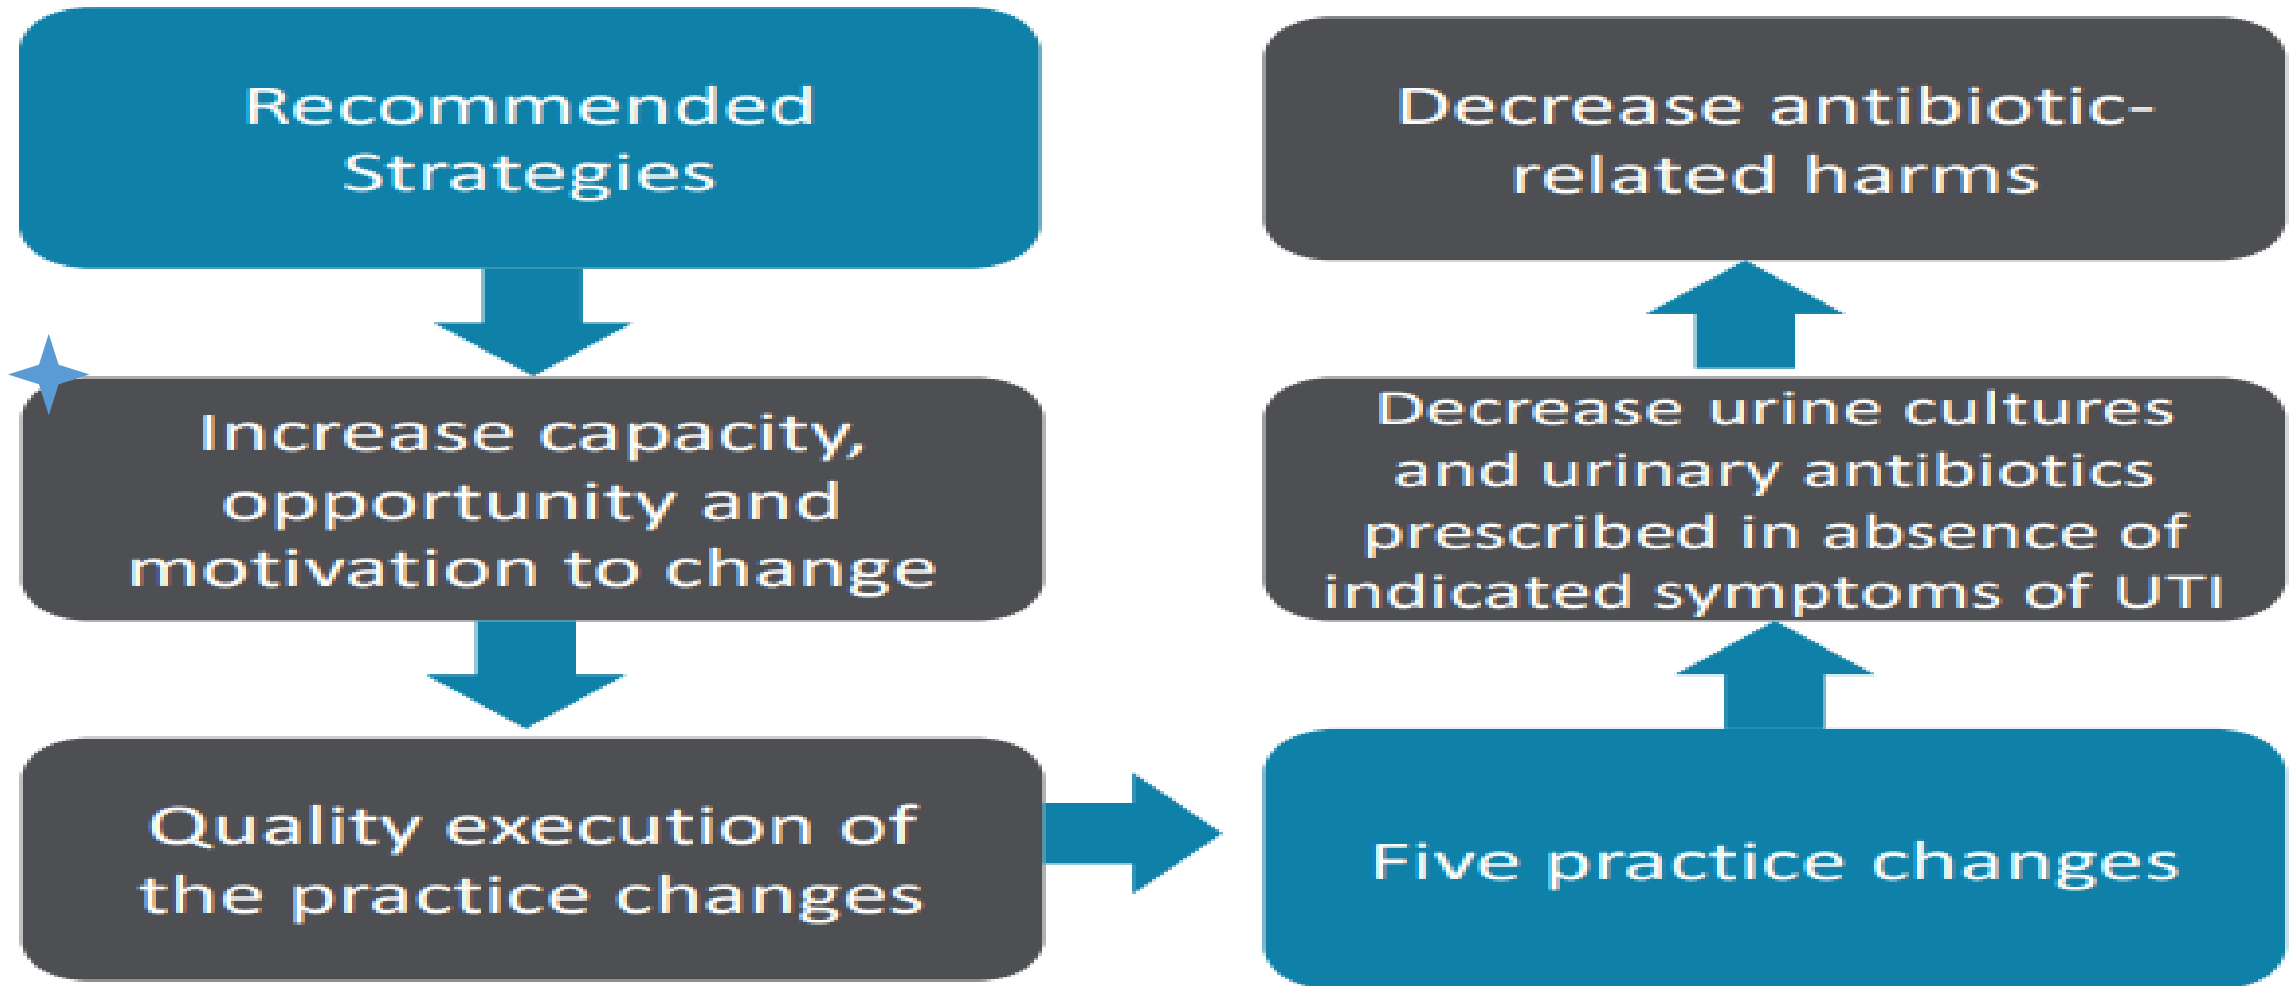 Recommended
Strategies
Increase capacity,
opportunity and
motivation to change
Quality execution of
the practice changes
Five practice changes
Decrease urine cultures
and urinary antibiotics
prescribed in absence of
indicated symptoms of UTI
Decrease antibiotic-
related harms